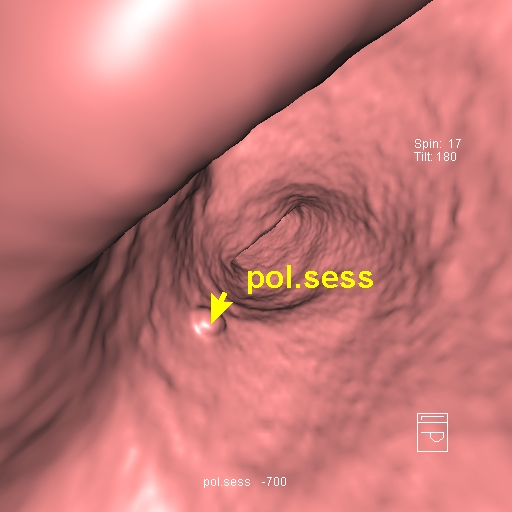 Spin: 17
Tilt: 180
pol.sess
P
pol.sess -700